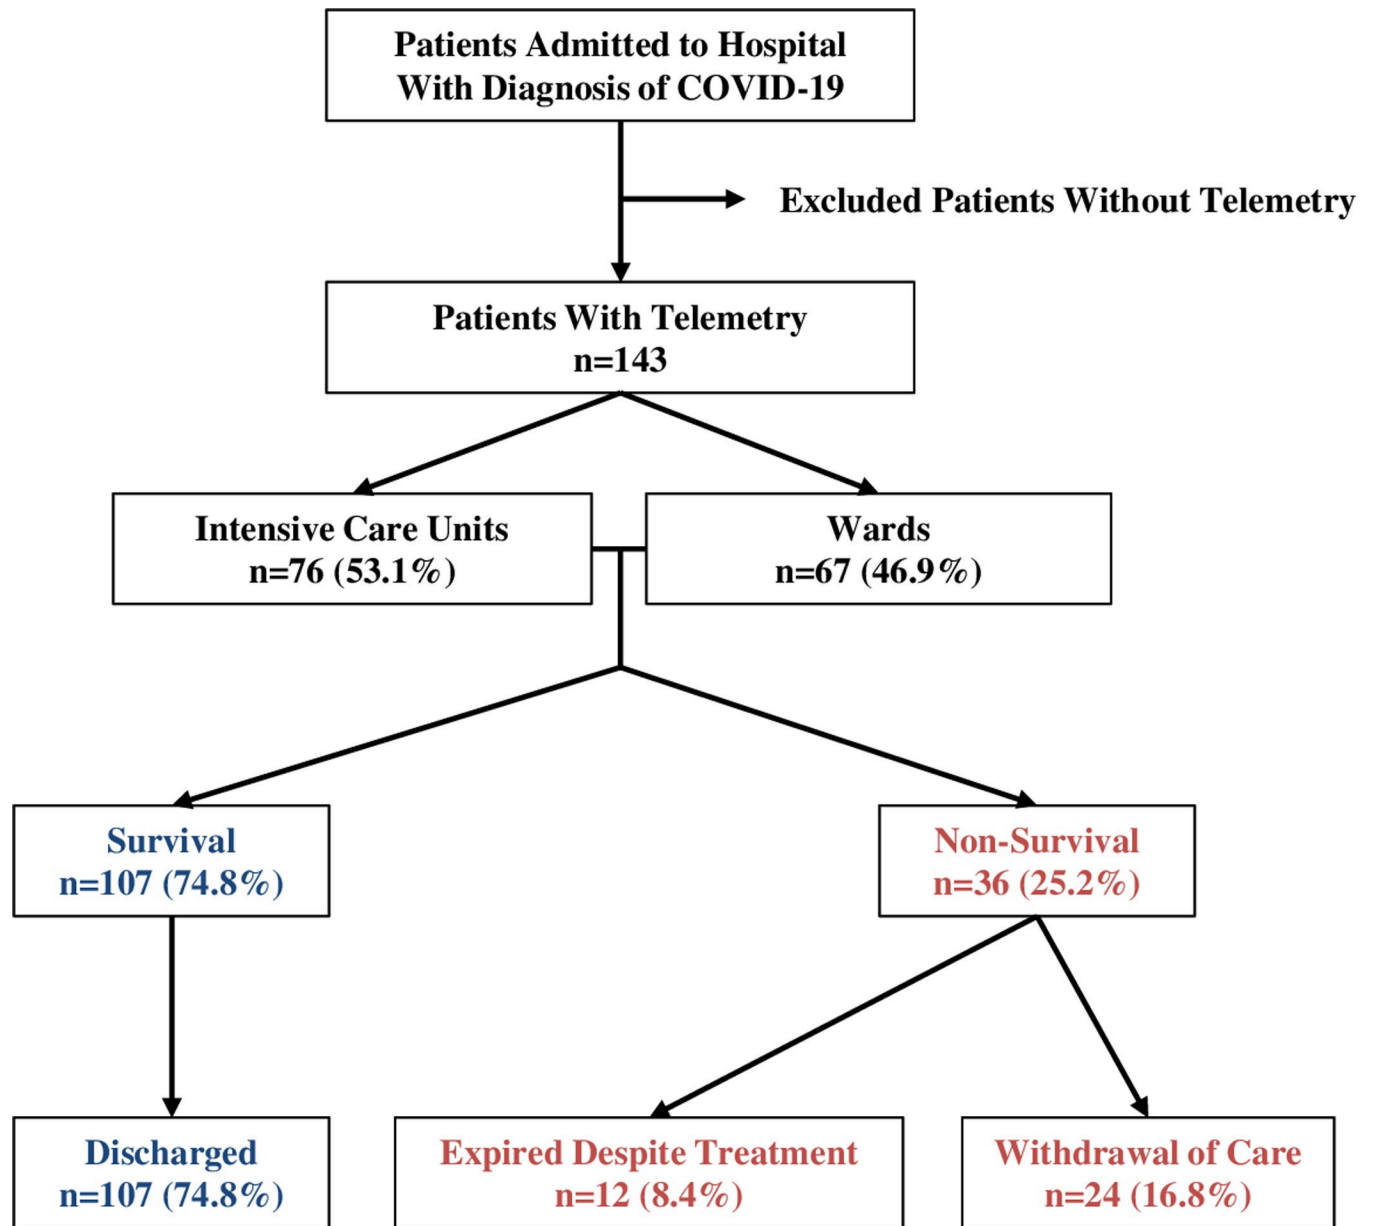 Patients Admitted to Hospital
With Diagnosis of COVID-19
Excluded Patients Without Telemetry
Patients With Telemetry
n=143
Intensive Care Units
n=76 (53.1%)
Wards
n=67 (46.9%)
Survival
n=107 (74.8%)
Non-Survival
n=36 (25.2%)
Discharged
n=107 (74.8%)
Expired Despite Treatment
n=12 (8.4%)
Withdrawal of Care
n=24 (16.8%)